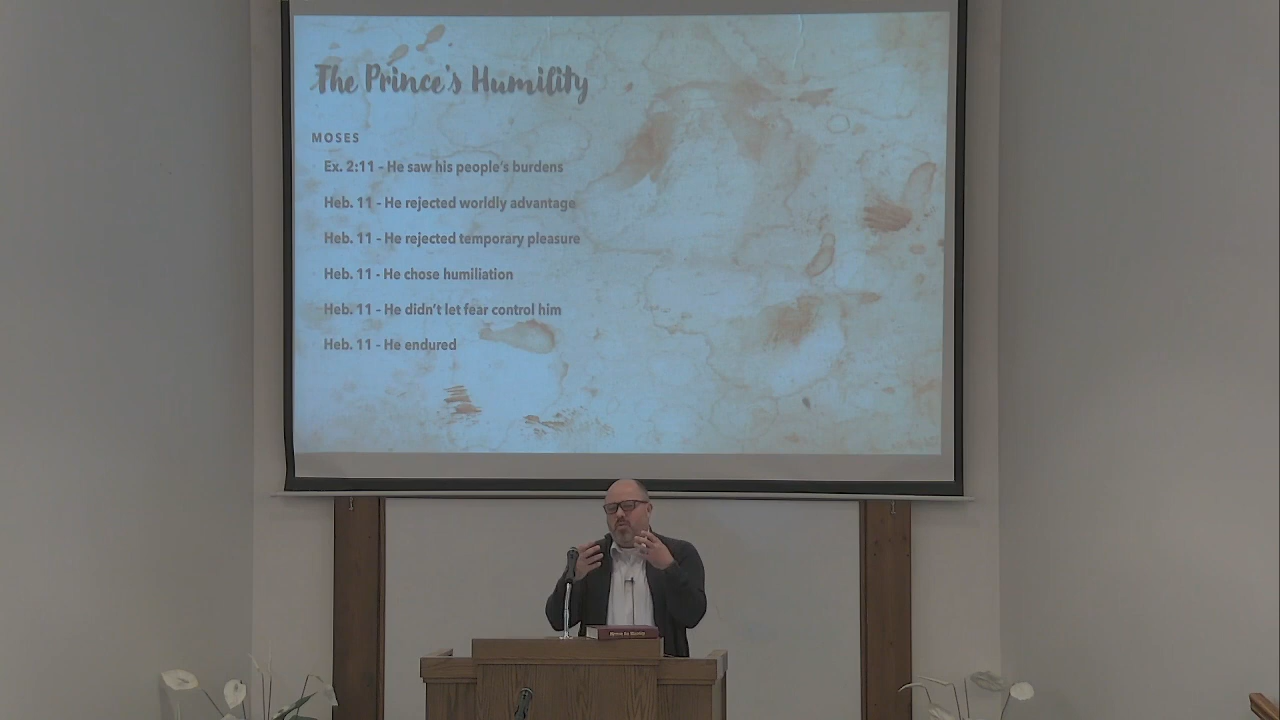 The Prince's Humility
MOSES
Ex. 2:11 - He saw his people's burdens
Heb. 11 - He rejected worldly advantage
Heb. 11 - He rejected temporary pleasure
Heb. 11 - He chose humiliation
Heb. 11 - He didn't let fear control him
Heb. 11 - He endured